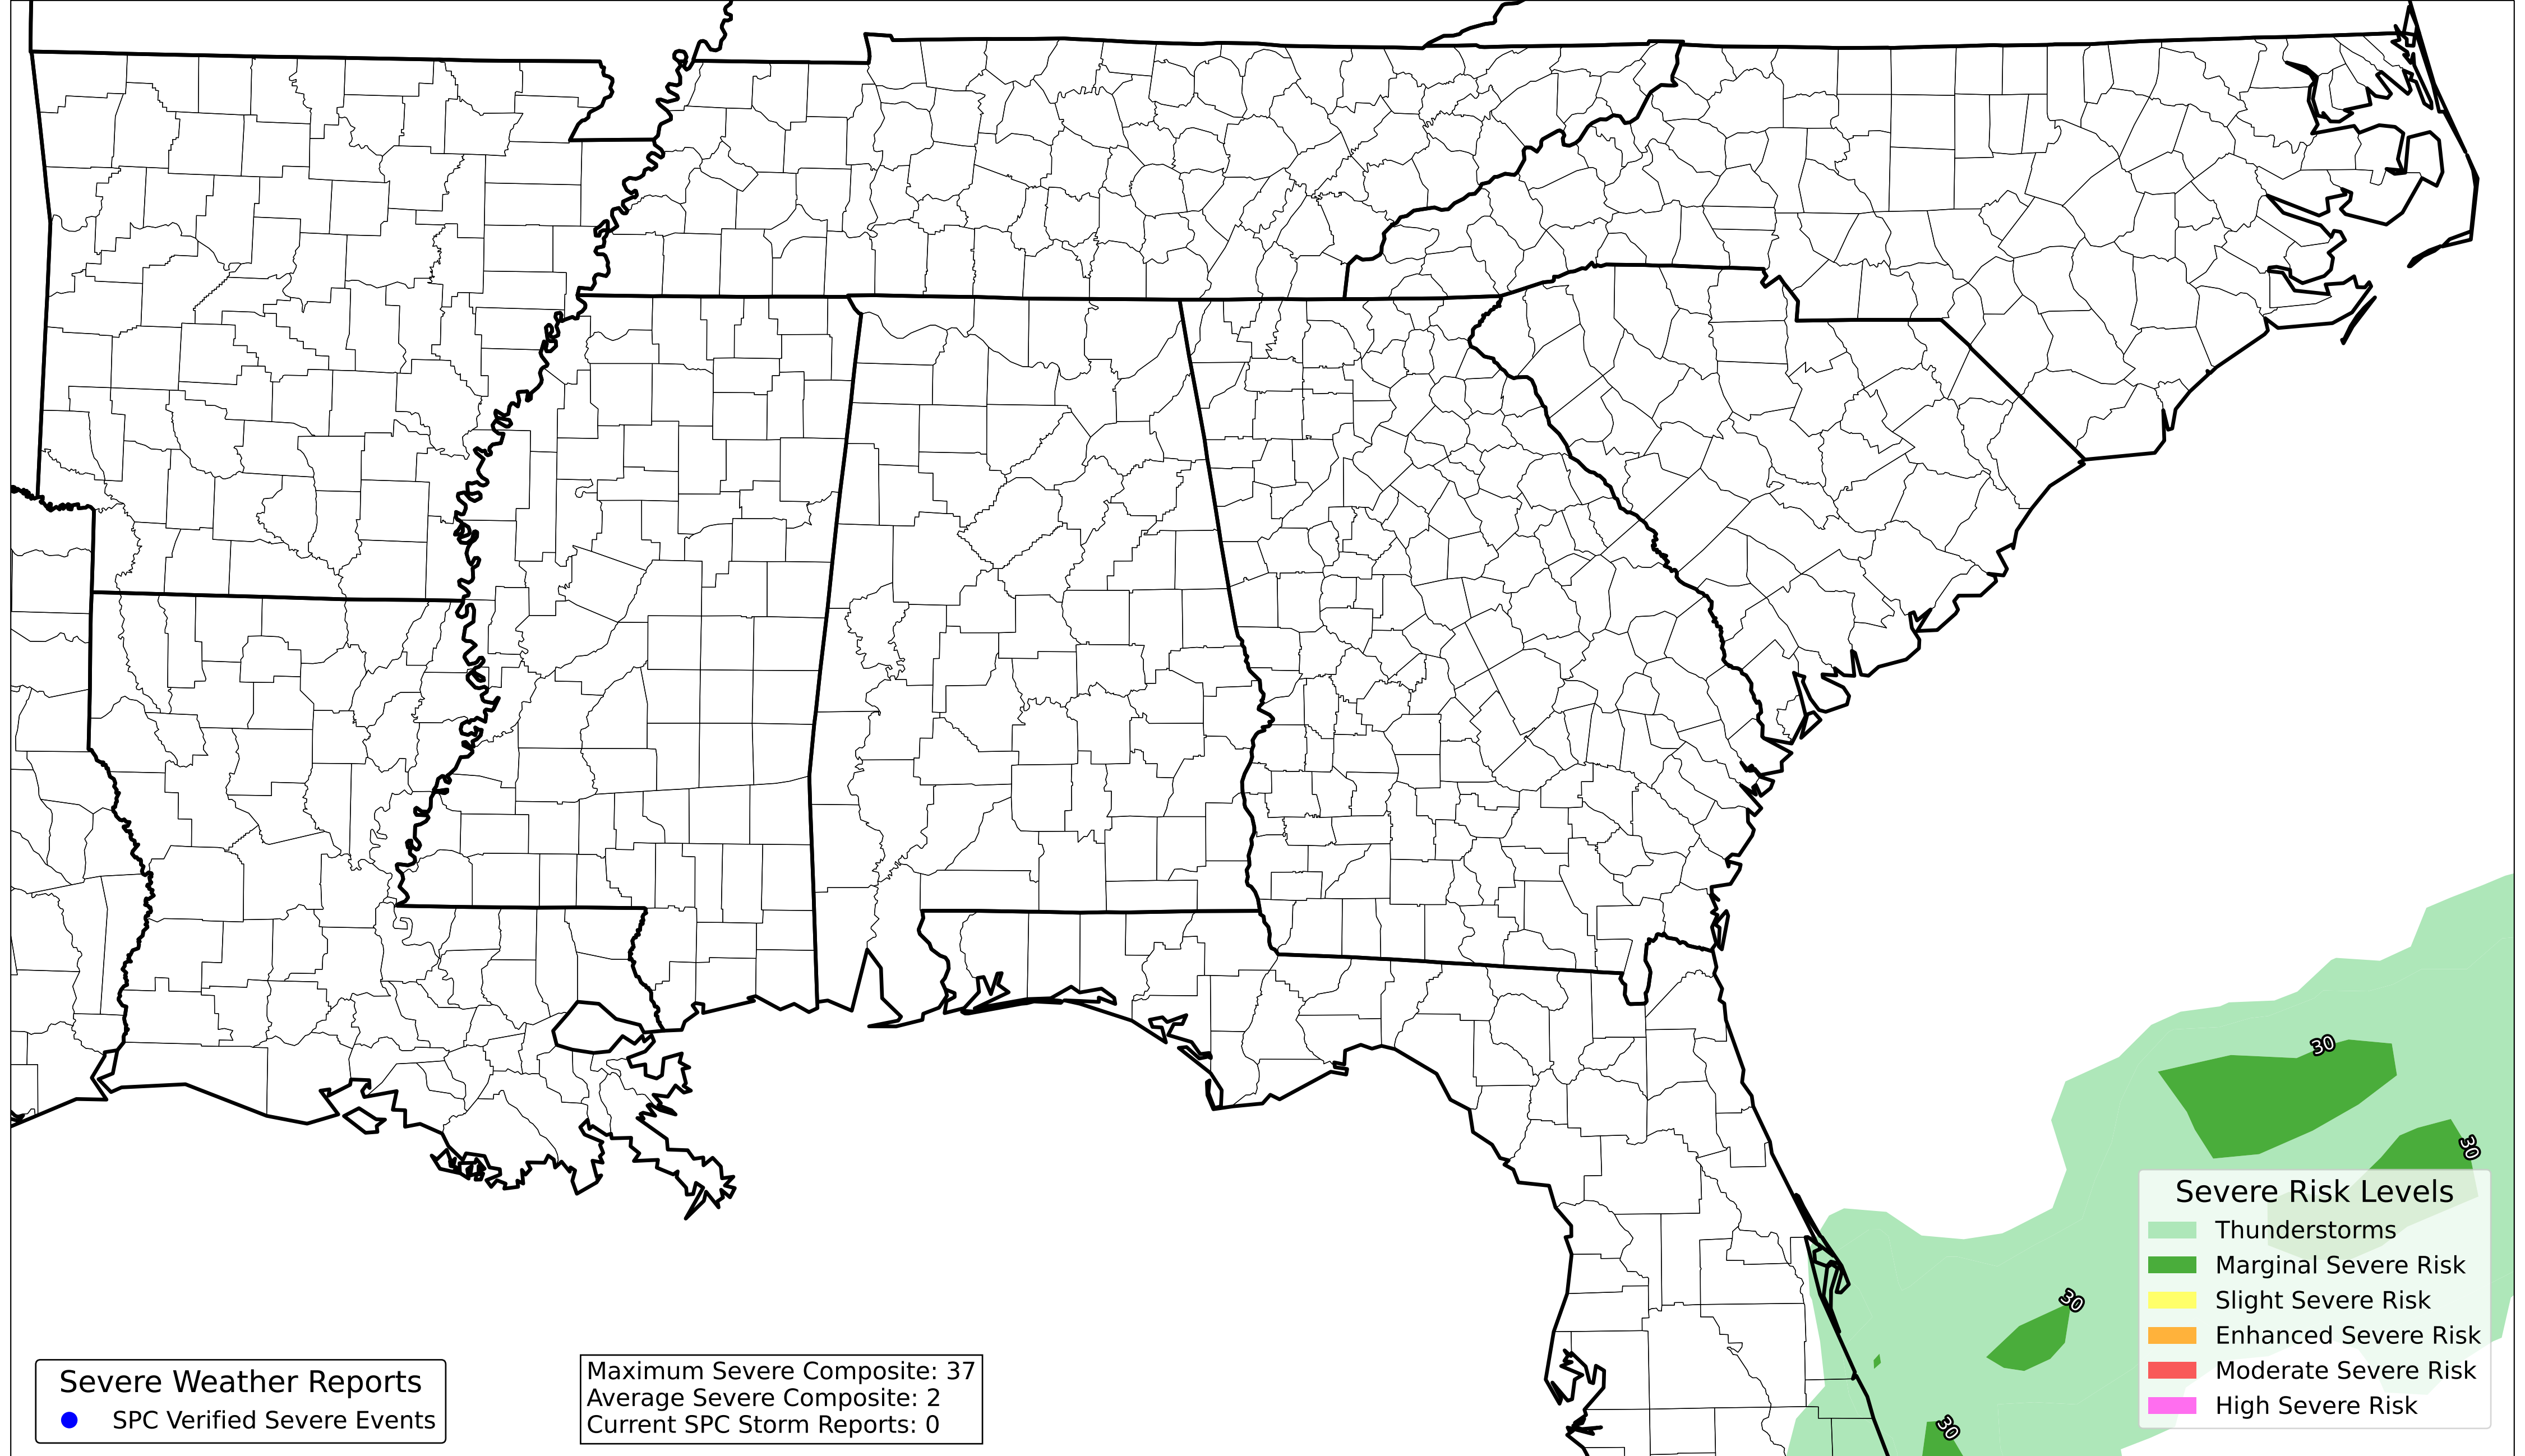 30
30
Severe Risk Levels
Thunderstorms
Marginal Severe Risk
Slight Severe Risk
Enhanced Severe Risk
Moderate Severe Risk
High Severe Risk
30
30
Severe Weather Reports
SPC Verified Severe Events
Maximum Severe Composite: 37
Average Severe Composite: 2
Current SPC Storm Reports: 0